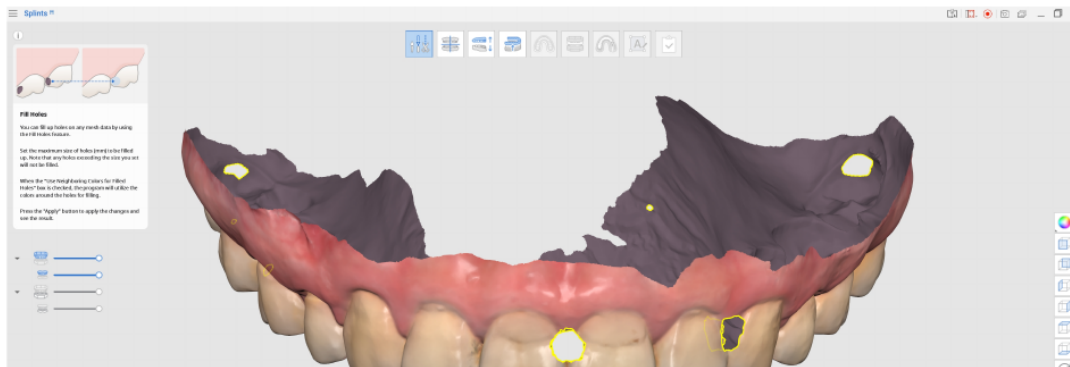 Splints
Fill Holes
You can fill up holes on any mesh data by using
the Fill Holes feature.
Set the maximum size of holes (mm) to be filled
up. Note that any holes exceeding the size you set
will not be filled.
When the "Use Neighboring Colors for Filled
Holes" box is checked, the program will utilize the
colors around the holes for filling.
Press the "Apply" button to apply the changes and
see the result.